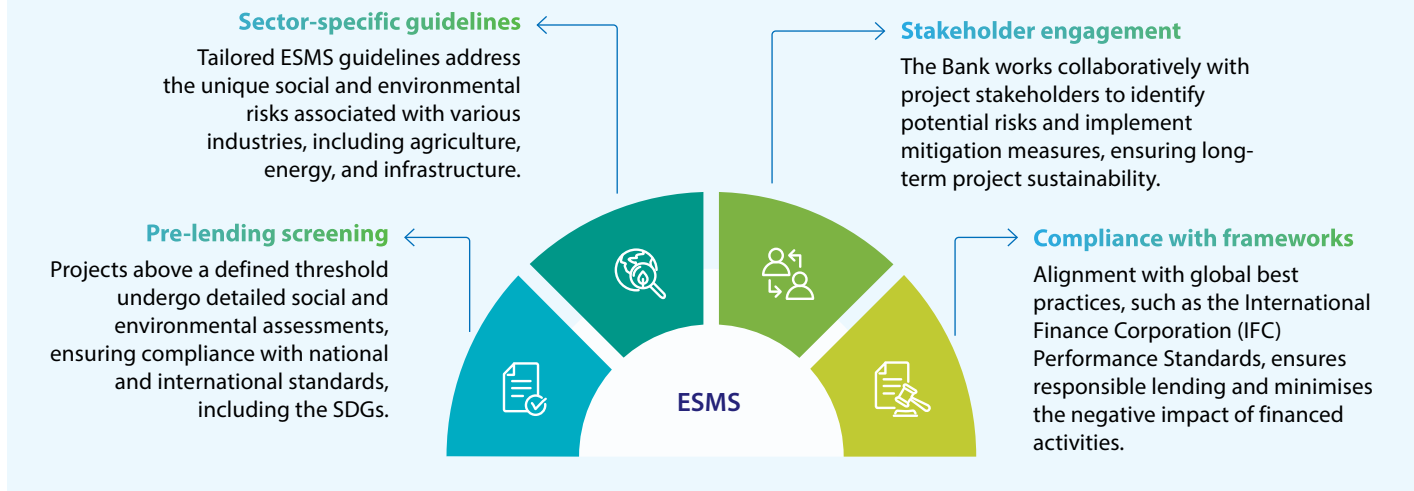 Sector-specific guidelines
Tailored ESMS guidelines address
the unique social and environmental
risks associated with various
industries, including agriculture,
energy, and infrastructure.
Stakeholder engagement
The Bank works collaboratively with
project stakeholders to identify
potential risks and implement
mitigation measures, ensuring long-
term project sustainability.
Pre-lending screening
Projects above a defined threshold
undergo detailed social and
environmental assessments,
ensuring compliance with national
and international standards,
including the SDGs.
Compliance with frameworks
Alignment with global best
practices, such as the International
Finance Corporation (IFC)
Performance Standards, ensures
responsible lending and minimises
the negative impact of financed
activities.
ESMS